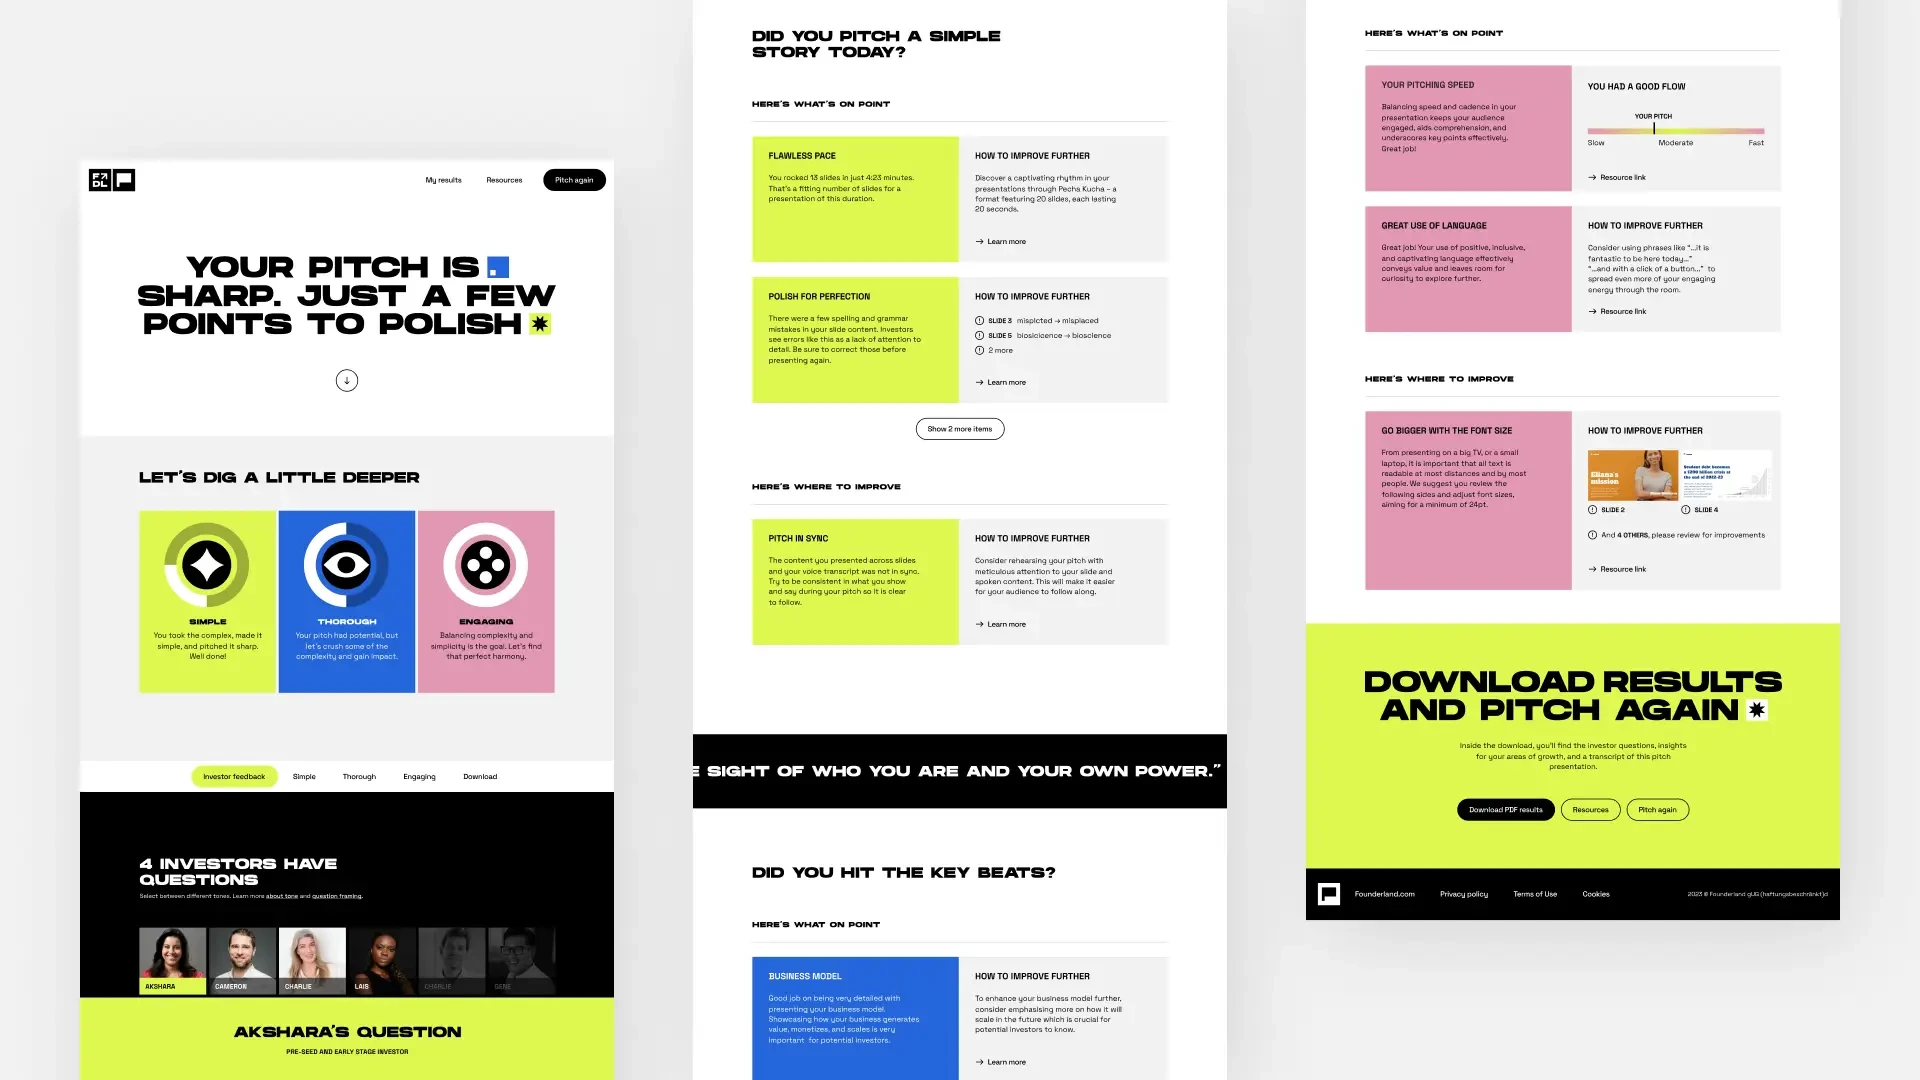 F↗
DL
My results
Resources
Pitch again
YOUR PITCH IS
SHARP. JUST A FEW
POINTS TO POLISH
LET'S DIG A LITTLE DEEPER
SIMPLE
You took the complex, made it
simple, and pitched it sharp.
Well done!
THOROUGH
Your pitch had potential, but
let's crush some of the
complexity and gain impact.
ENGAGING
Balancing complexity and
simplicity is the goal. Let's find
that perfect harmony.
Investor feedback
Simple
Thorough
Engaging
Download
4 INVESTORS HAVE
QUESTIONS
Select between different tones. Learn more about tone and question framing.
AKSHARA
CAMERON
CHARLIE
LAIS
CHARLIE
GENE
AKSHARA'S QUESTION
PRE-SEED AND EARLY STAGE INVESTOR
DID YOU PITCH A SIMPLE
STORY TODAY?
HERE'S WHAT'S ON POINT
FLAWLESS PACE
You rocked 13 slides in just 4:23 minutes.
That's a fitting number of slides for a
presentation of this duration.
HOW TO IMPROVE FURTHER
Discover a captivating rhythm in your
presentations through Pecha Kucha – a
format featuring 20 slides, each lasting
20 seconds.
→ Learn more
POLISH FOR PERFECTION
There were a few spelling and grammar
mistakes in your slide content. Investors
see errors like this as a lack of attention to
detail. Be sure to correct those before
presenting again.
HOW TO IMPROVE FURTHER
SLIDE 3 misplcted → misplaced
SLIDE 5 biosicicence → bioscience
2 more
→ Learn more
Show 2 more items
HERE'S WHERE TO IMPROVE
PITCH IN SYNC
The content you presented across slides
and your voice transcript was not in sync.
Try to be consistent in what you show
and say during your pitch so it is clear
to follow.
HOW TO IMPROVE FURTHER
Consider rehearsing your pitch with
meticulous attention to your slide and
spoken content. This will make it easier
for your audience to follow along.
→ Learn more
E SIGHT OF WHO YOU ARE AND YOUR OWN POWER."
DID YOU HIT THE KEY BEATS?
HERE'S WHAT ON POINT
BUSINESS MODEL
Good job on being very detailed with
presenting your business model.
Showcasing how your business generates
value, monetizes, and scales is very
important for potential investors.
HOW TO IMPROVE FURTHER
To enhance your business model further,
consider emphasising more on how it will
scale in the future which is crucial for
potential investors to know.
→ Learn more
HERE'S WHAT'S ON POINT
YOUR PITCHING SPEED
Balancing speed and cadence in your
presentation keeps your audience
engaged, aids comprehension, and
underscores key points effectively.
Great job!
YOU HAD A GOOD FLOW
YOUR PITCH
Slow
Moderate
Fast
→ Resource link
GREAT USE OF LANGUAGE
Great job! Your use of positive, inclusive,
and captivating language effectively
conveys value and leaves room for
curiosity to explore further.
HOW TO IMPROVE FURTHER
Consider using phrases like "...it is
fantastic to be here today..."
"...and with a click of a button..." to
spread even more of your engaging
energy through the room.
→ Resource link
HERE'S WHERE TO IMPROVE
GO BIGGER WITH THE FONT SIZE
From presenting on a big TV, or a small
laptop, it is important that all text is
readable at most distances and by most
people. We suggest you review the
following sides and adjust font sizes,
aiming for a minimum of 24pt.
HOW TO IMPROVE FURTHER
Eliana's
mission
Student debt becomes
a £200 billion crisis at
the end of 2022-23
SLIDE 2
SLIDE 4
And 4 OTHERS, please review for improvements
→ Resource link
DOWNLOAD RESULTS
AND PITCH AGAIN
Inside the download, you'll find the investor questions, insights
for your areas of growth, and a transcript of this pitch
presentation.
Download PDF results
Resources
Pitch again
Founderland.com
Privacy policy
Terms of Use
Cookies
2023 © Founderland gUG (haftungsbeschränkt)d